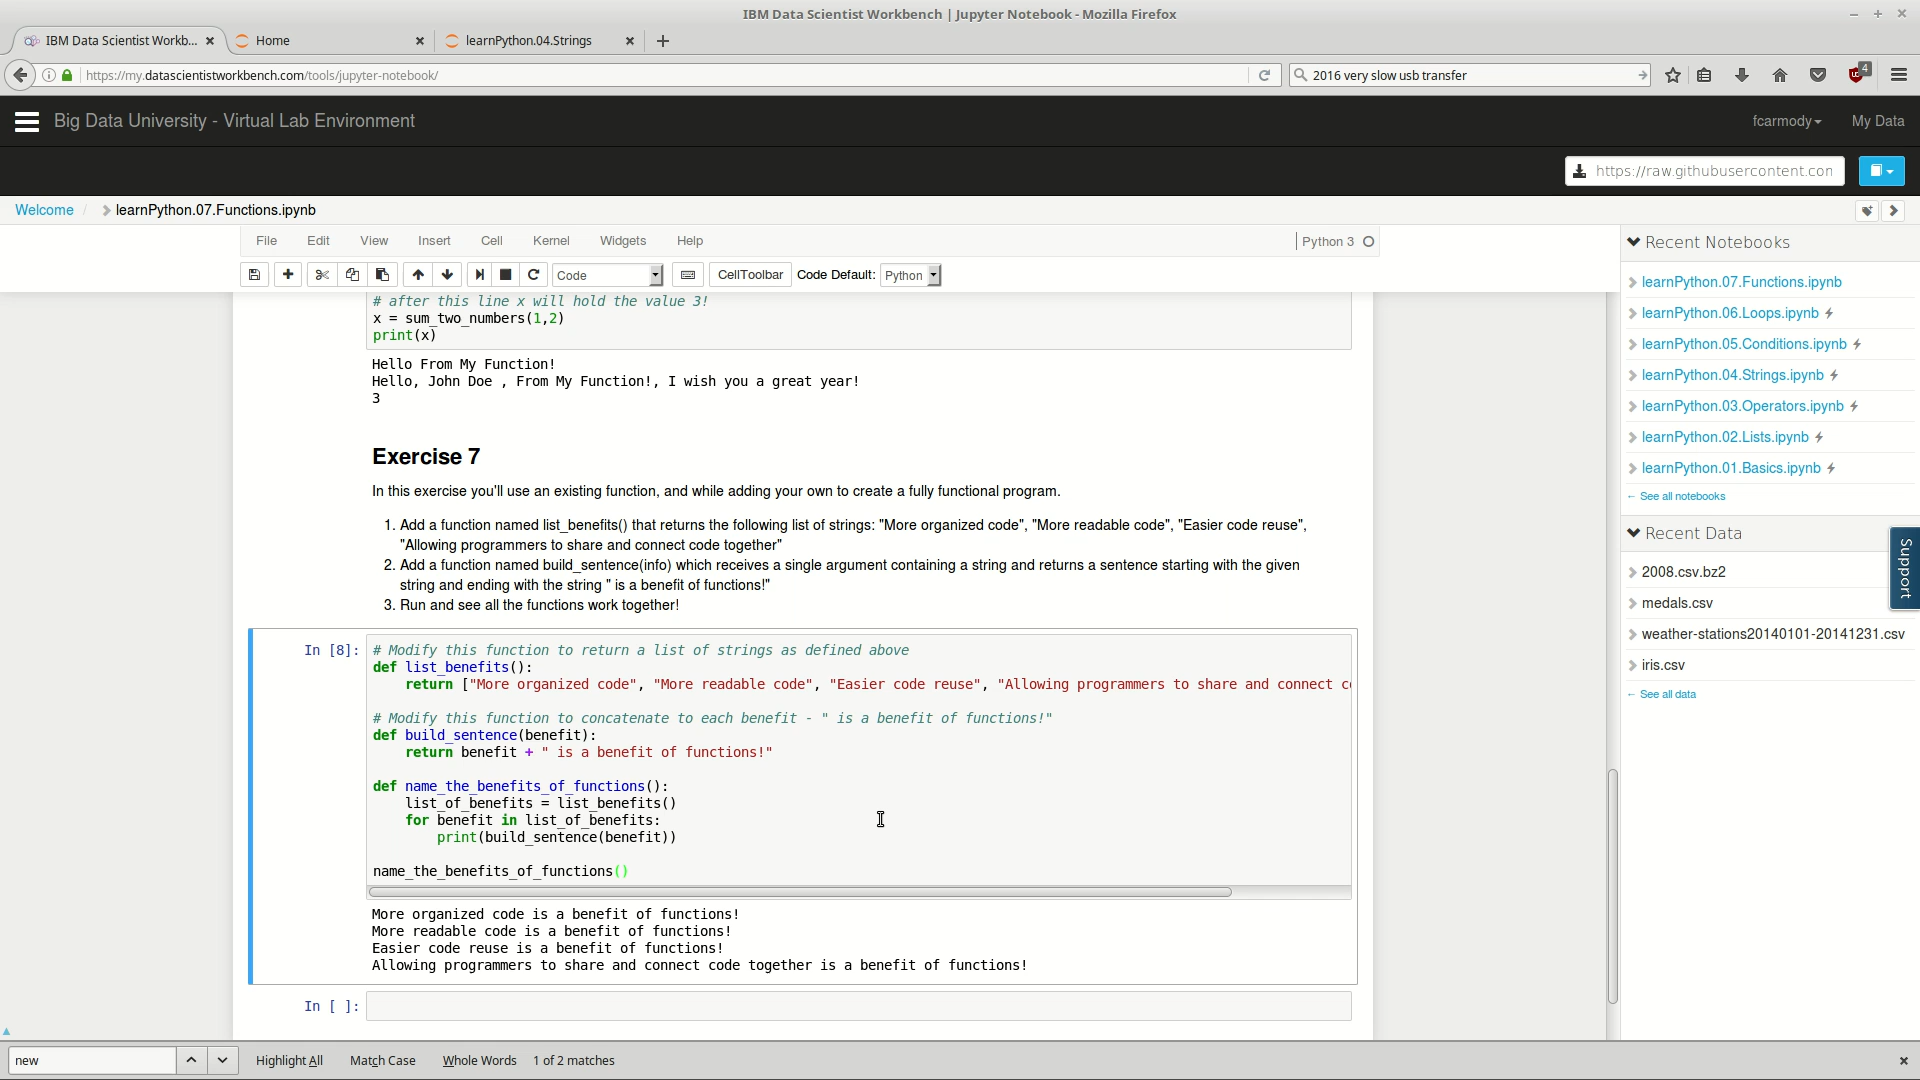 IBM Data Scientist Workbench | Jupyter Notebook - Mozilla Firefox
IBM Data Scientist Workb...
Home
learnPython.04.Strings
https://my.datascientistworkbench.com/tools/jupyter-notebook/
2016 very slow usb transfer
4
Big Data University - Virtual Lab Environment
fcarmody
My Data
https://raw.githubusercontent.con
Welcome / learnPython.07.Functions.ipynb
File Edit View Insert Cell Kernel Widgets Help
Python 3
Code
CellToolbar
Code Default: Python
# after this line x will hold the value 3!
x = sum_two_numbers(1,2)
print(x)
Hello From My Function!
Hello, John Doe , From My Function!, I wish you a great year!
3
Exercise 7
In this exercise you'll use an existing function, and while adding your own to create a fully functional program.
1. Add a function named list_benefits() that returns the following list of strings: "More organized code", "More readable code", "Easier code reuse",
"Allowing programmers to share and connect code together"
2. Add a function named build_sentence(info) which receives a single argument containing a string and returns a sentence starting with the given
string and ending with the string " is a benefit of functions!"
3. Run and see all the functions work together!
In [8]:
# Modify this function to return a list of strings as defined above
def list_benefits():
    return ["More organized code", "More readable code", "Easier code reuse", "Allowing programmers to share and connect c
# Modify this function to concatenate to each benefit - " is a benefit of functions!"
def build_sentence(benefit):
    return benefit + " is a benefit of functions!"
def name_the_benefits_of_functions():
    list_of_benefits = list_benefits()
    for benefit in list_of_benefits:
        print(build_sentence(benefit))
name_the_benefits_of_functions()
More organized code is a benefit of functions!
More readable code is a benefit of functions!
Easier code reuse is a benefit of functions!
Allowing programmers to share and connect code together is a benefit of functions!
In [ ]:
Recent Notebooks
learnPython.07.Functions.ipynb
learnPython.06.Loops.ipynb
learnPython.05.Conditions.ipynb
learnPython.04.Strings.ipynb
learnPython.03.Operators.ipynb
learnPython.02.Lists.ipynb
learnPython.01.Basics.ipynb
← See all notebooks
Recent Data
2008.csv.bz2
medals.csv
weather-stations20140101-20141231.csv
iris.csv
← See all data
Support
new
Highlight All
Match Case
Whole Words
1 of 2 matches